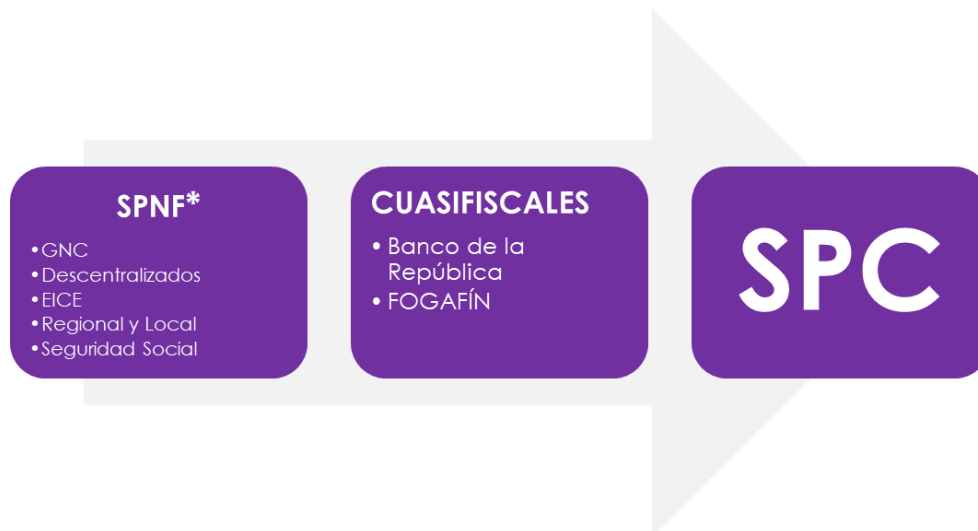 SPNF*
•GNC
•Descentralizados
•EICE
•Regional y Local
•Seguridad Social
CUASIFISCALES
• Banco de la
República
• FOGAFÍN
SPC